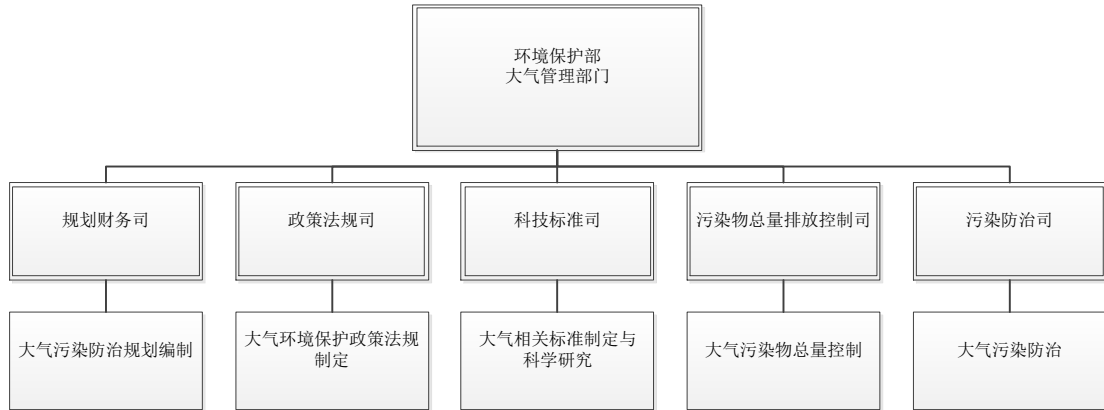 环境保护部
大气管理部门
规划财务司
政策法规司
科技标准司
污染物总量排放控制司
污染防治司
大气污染防治规划编制
大气环境保护政策法规
制定
大气相关标准制定与
科学研究
大气污染物总量控制
大气污染防治